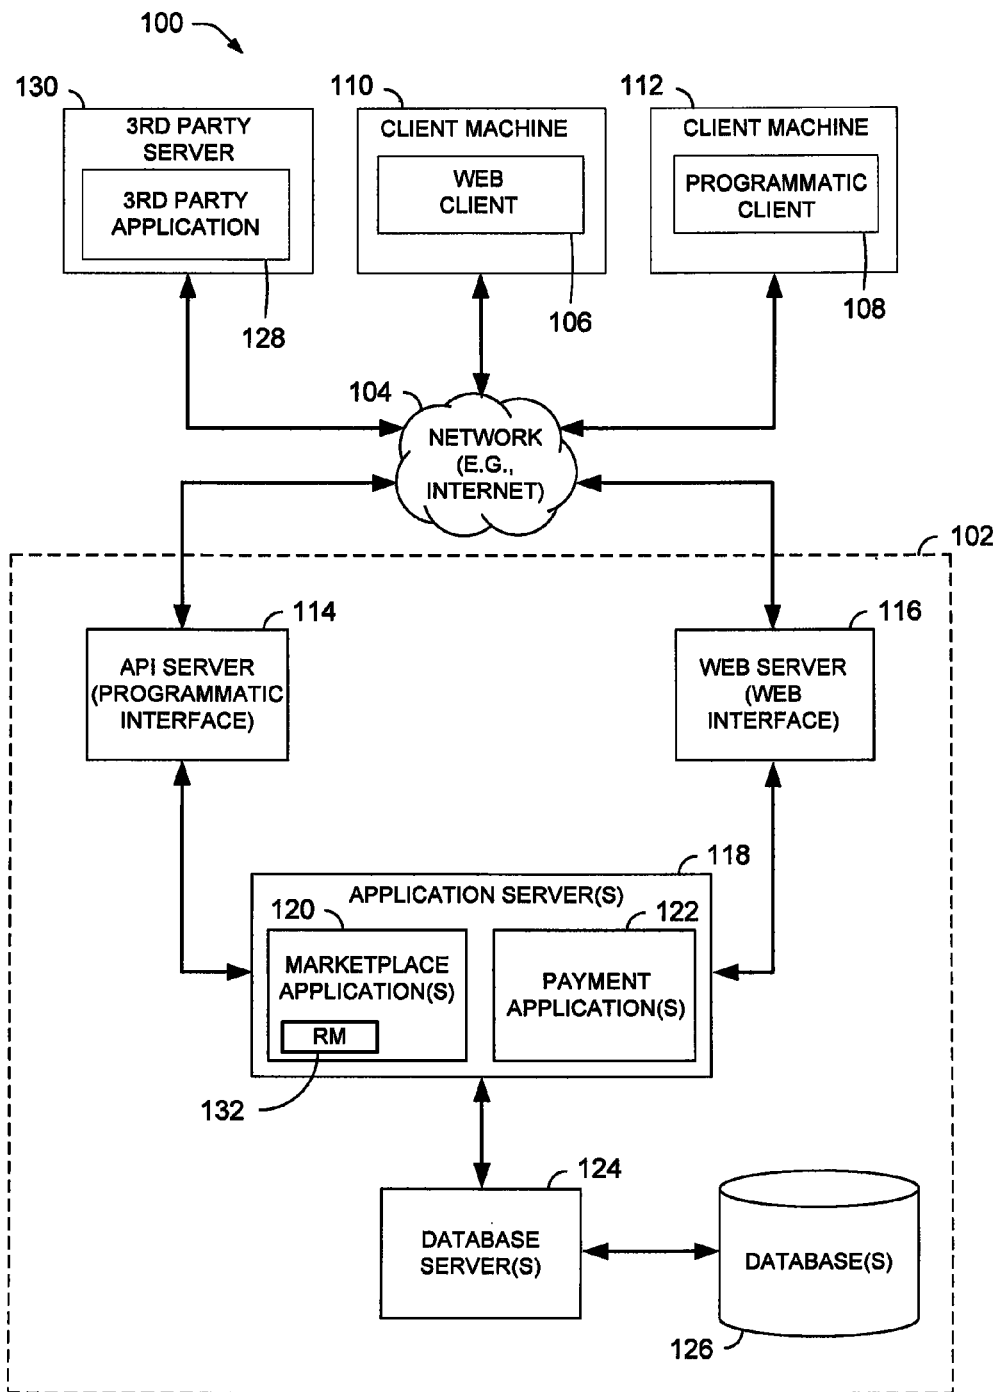 100
130
110
112
3RD PARTY
SERVER
3RD PARTY
APPLICATION
128
CLIENT MACHINE
WEB
CLIENT
106
CLIENT MACHINE
PROGRAMMATIC
CLIENT
108
104
NETWORK
(E.G.,
INTERNET)
102
114
API SERVER
(PROGRAMMATIC
INTERFACE)
116
WEB SERVER
(WEB
INTERFACE)
118
APPLICATION SERVER(S)
120
MARKETPLACE
APPLICATION(S)
RM
132
122
PAYMENT
APPLICATION(S)
124
DATABASE
SERVER(S)
DATABASE(S)
126